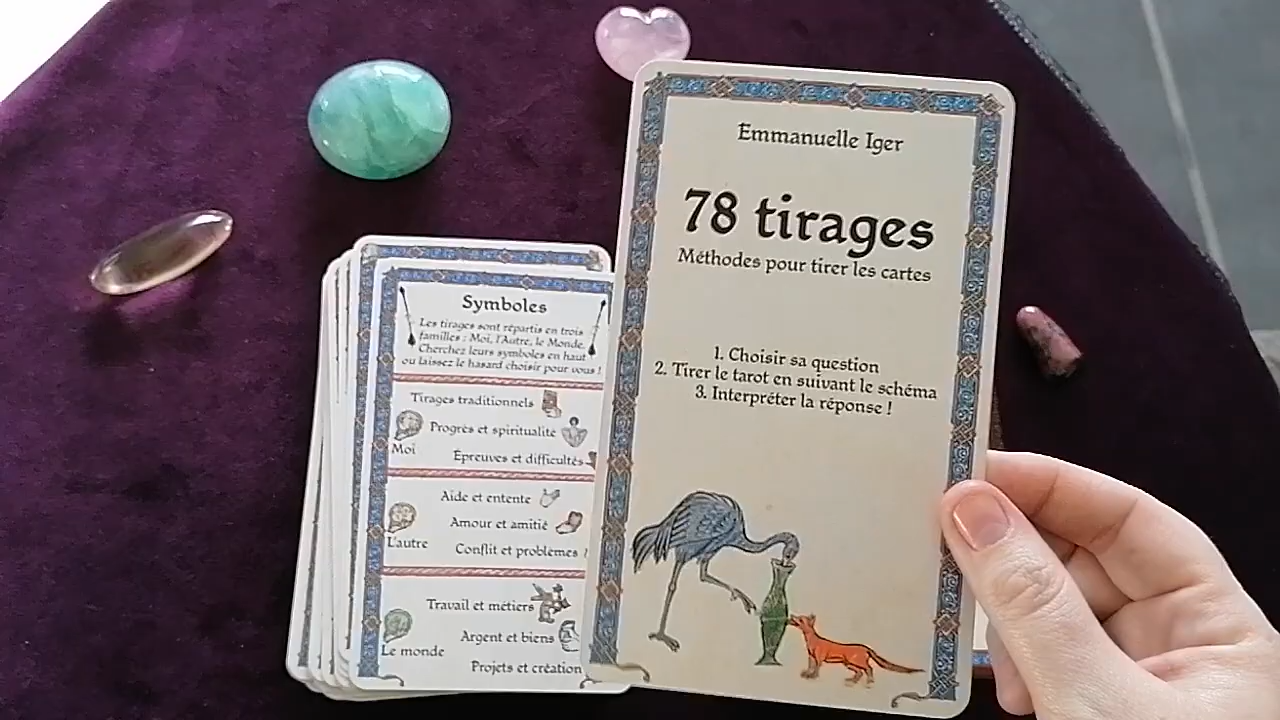 Emmanuelle Iger
78 tirages
Méthodes pour tirer les cartes
1. Choisir sa question
2. Tirer le tarot en suivant le schéma
3. Interpréter la réponse !
Symboles
Les tirages sont répartis en trois
familles : Moi, l'Autre, le Monde.
Cherchez leurs symboles en haut
ou laissez le hasard choisir pour vous !
Tirages traditionnels
Progrès et spiritualité
Moi
Épreuves et difficultés
Aide et entente
Amour et amitié
L'autre
Conflit et problèmes
Travail et métiers
Argent et biens
Le monde
Projets et création